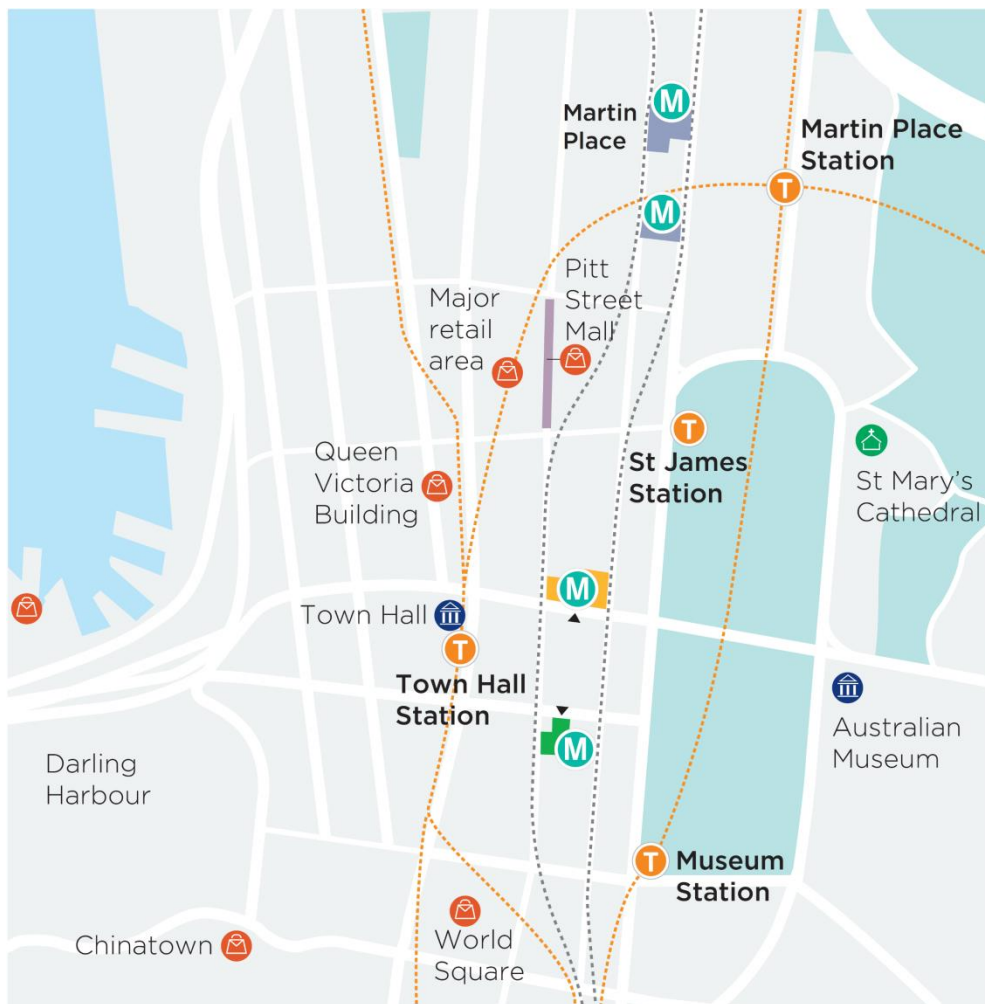 M
Martin
Place
Martin Place
Station
T
M
Pitt
Street
Mall
Major
retail
area
T
St James
Station
Queen
Victoria
Building
St Mary’s
Cathedral
M
Town Hall
T
Town Hall
Station
M
Australian
Museum
Darling
Harbour
T
Museum
Station
World
Square
Chinatown